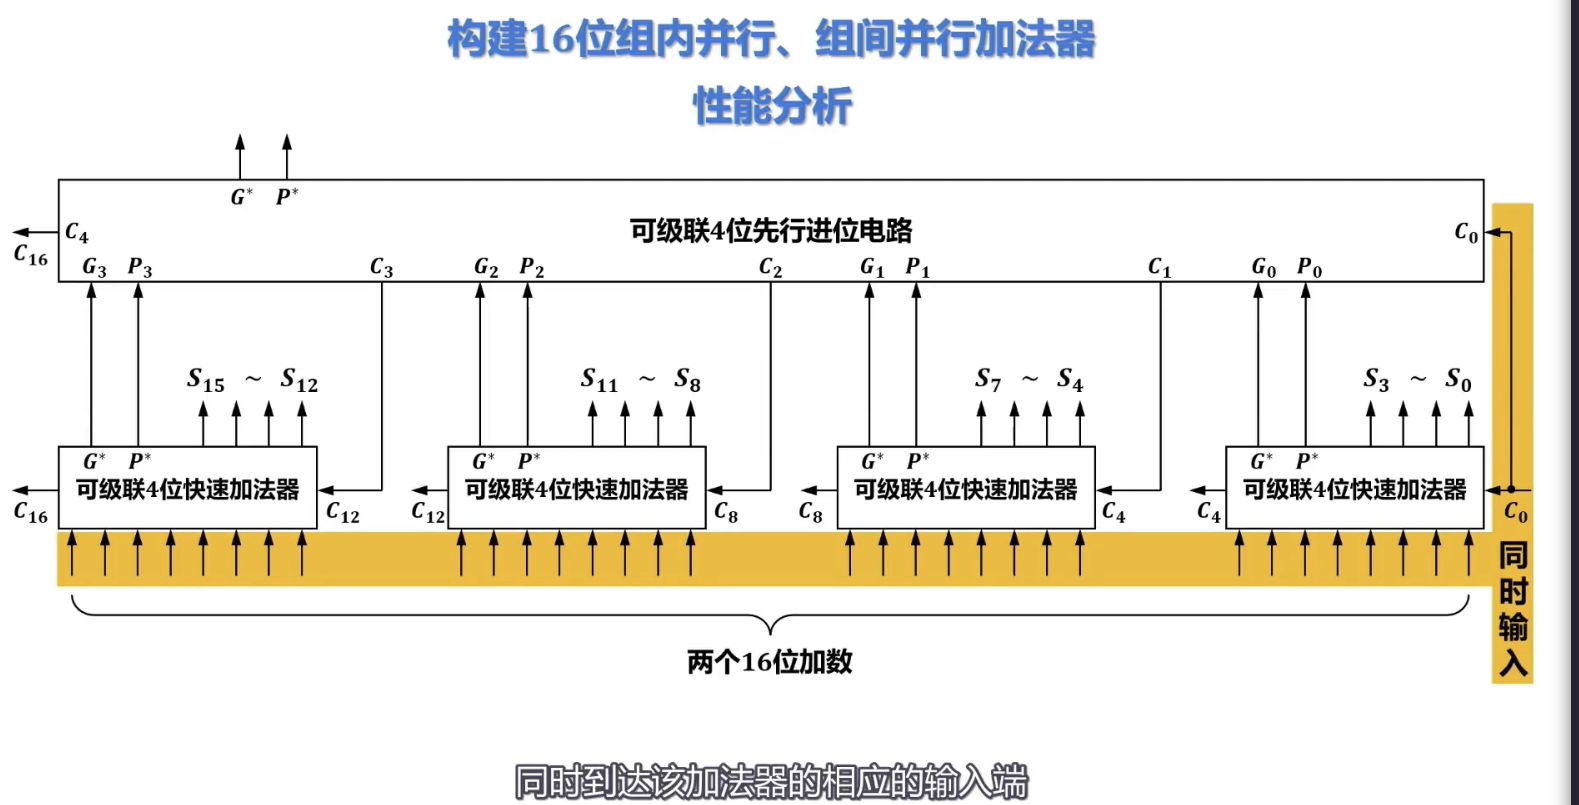 构建16位组内并行、组间并行加法器
性能分析
G* P*
可级联4位先行进位电路
C₄ C₀
C₁₆
G₃ P₃ C₃ G₂ P₂ C₂ G₁ P₁ C₁ G₀ P₀
S₁₅ ~ S₁₂ S₁₁ ~ S₈ S₇ ~ S₄ S₃ ~ S₀
G* P* G* P* G* P* G* P*
可级联4位快速加法器 可级联4位快速加法器 可级联4位快速加法器 可级联4位快速加法器
C₁₆ C₁₂ C₁₂ C₈ C₈ C₄ C₄ C₀
同时输入
两个16位加数
同时到达该加法器的相应的输入端